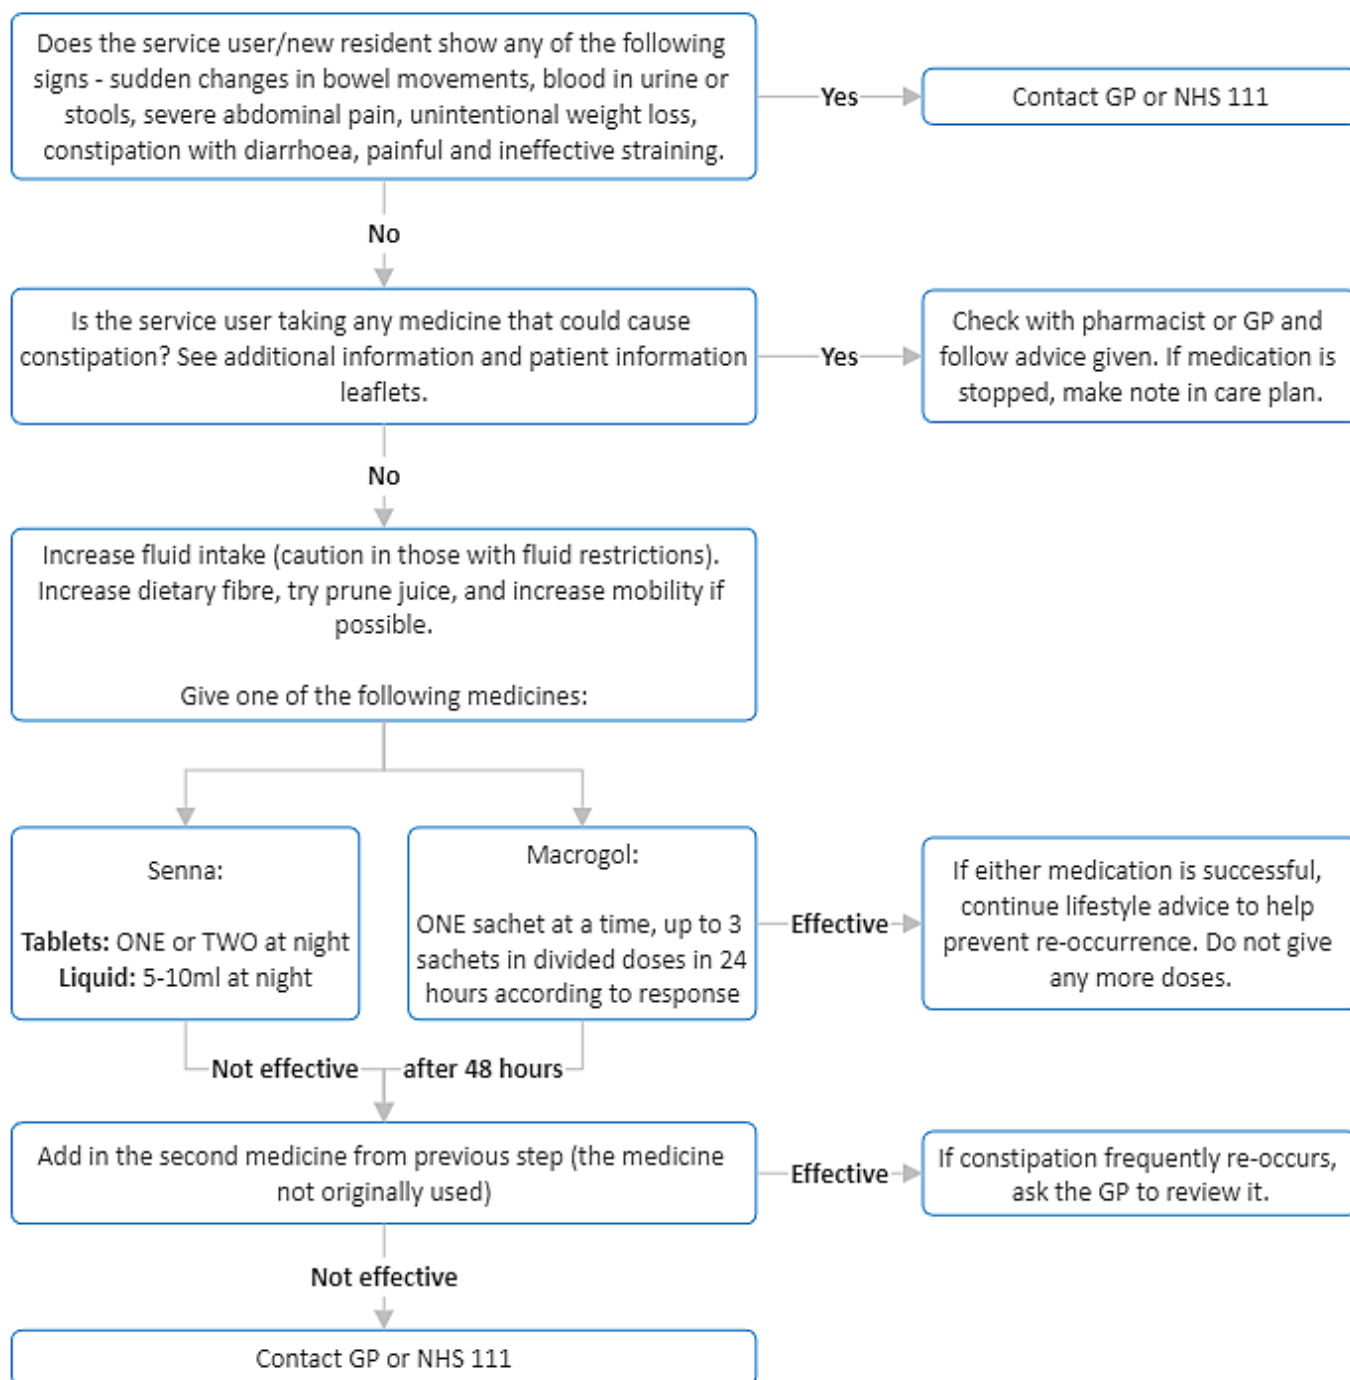 Does the service user/new resident show any of the following
signs - sudden changes in bowel movements, blood in urine or
stools, severe abdominal pain, unintentional weight loss,
constipation with diarrhoea, painful and ineffective straining.
Yes
Contact GP or NHS 111
No
Is the service user taking any medicine that could cause
constipation? See additional information and patient information
leaflets.
Yes
Check with pharmacist or GP and
follow advice given. If medication is
stopped, make note in care plan.
No
Increase fluid intake (caution in those with fluid restrictions).
Increase dietary fibre, try prune juice, and increase mobility if
possible.
Give one of the following medicines:
Senna:
Tablets: ONE or TWO at night
Liquid: 5-10ml at night
Macrogol:
ONE sachet at a time, up to 3
sachets in divided doses in 24
hours according to response
Effective
If either medication is successful,
continue lifestyle advice to help
prevent re-occurrence. Do not give
any more doses.
Not effective after 48 hours
Add in the second medicine from previous step (the medicine
not originally used)
Effective
If constipation frequently re-occurs,
ask the GP to review it.
Not effective
Contact GP or NHS 111